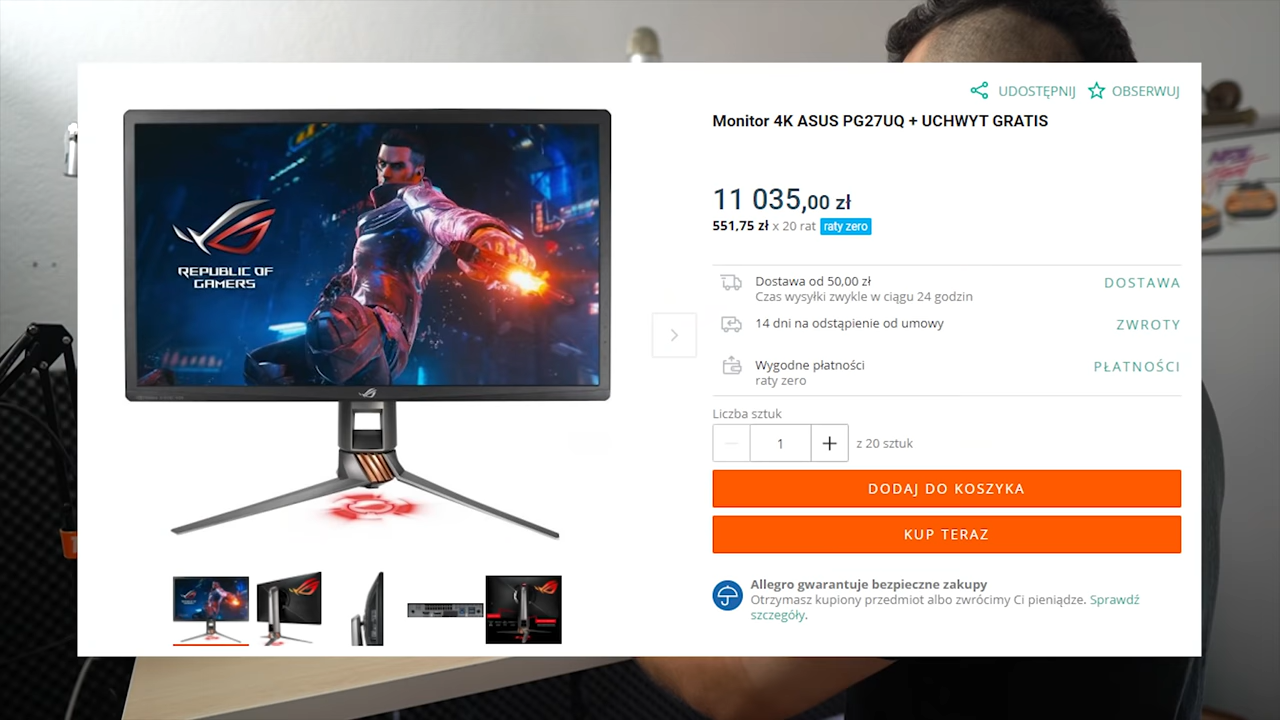 UDOSTĘPNIJ
OBSERWUJ
Monitor 4K ASUS PG27UQ + UCHWYT GRATIS
11 035,00 zł
551,75 zł x 20 rat raty zero
REPUBLIC OF
GAMERS
Dostawa od 50,00 zł
DOSTAWA
Czas wysyłki zwykle w ciągu 24 godzin
14 dni na odstąpienie od umowy
ZWROTY
Wygodne płatności
PŁATNOŚCI
raty zero
Liczba sztuk
1
z 20 sztuk
DODAJ DO KOSZYKA
KUP TERAZ
Allegro gwarantuje bezpieczne zakupy
Otrzymasz kupiony przedmiot albo zwrócimy Ci pieniądze. Sprawdź
szczegóły.